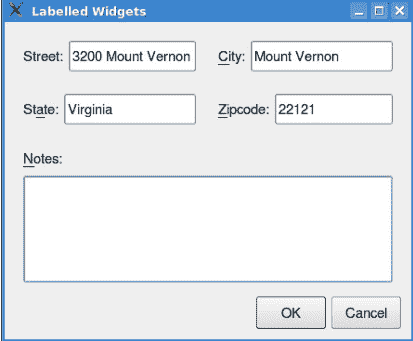 Labelled Widgets
Street: 3200 Mount Vernon City: Mount Vernon
State: Virginia Zipcode: 22121
Notes:
OK Cancel